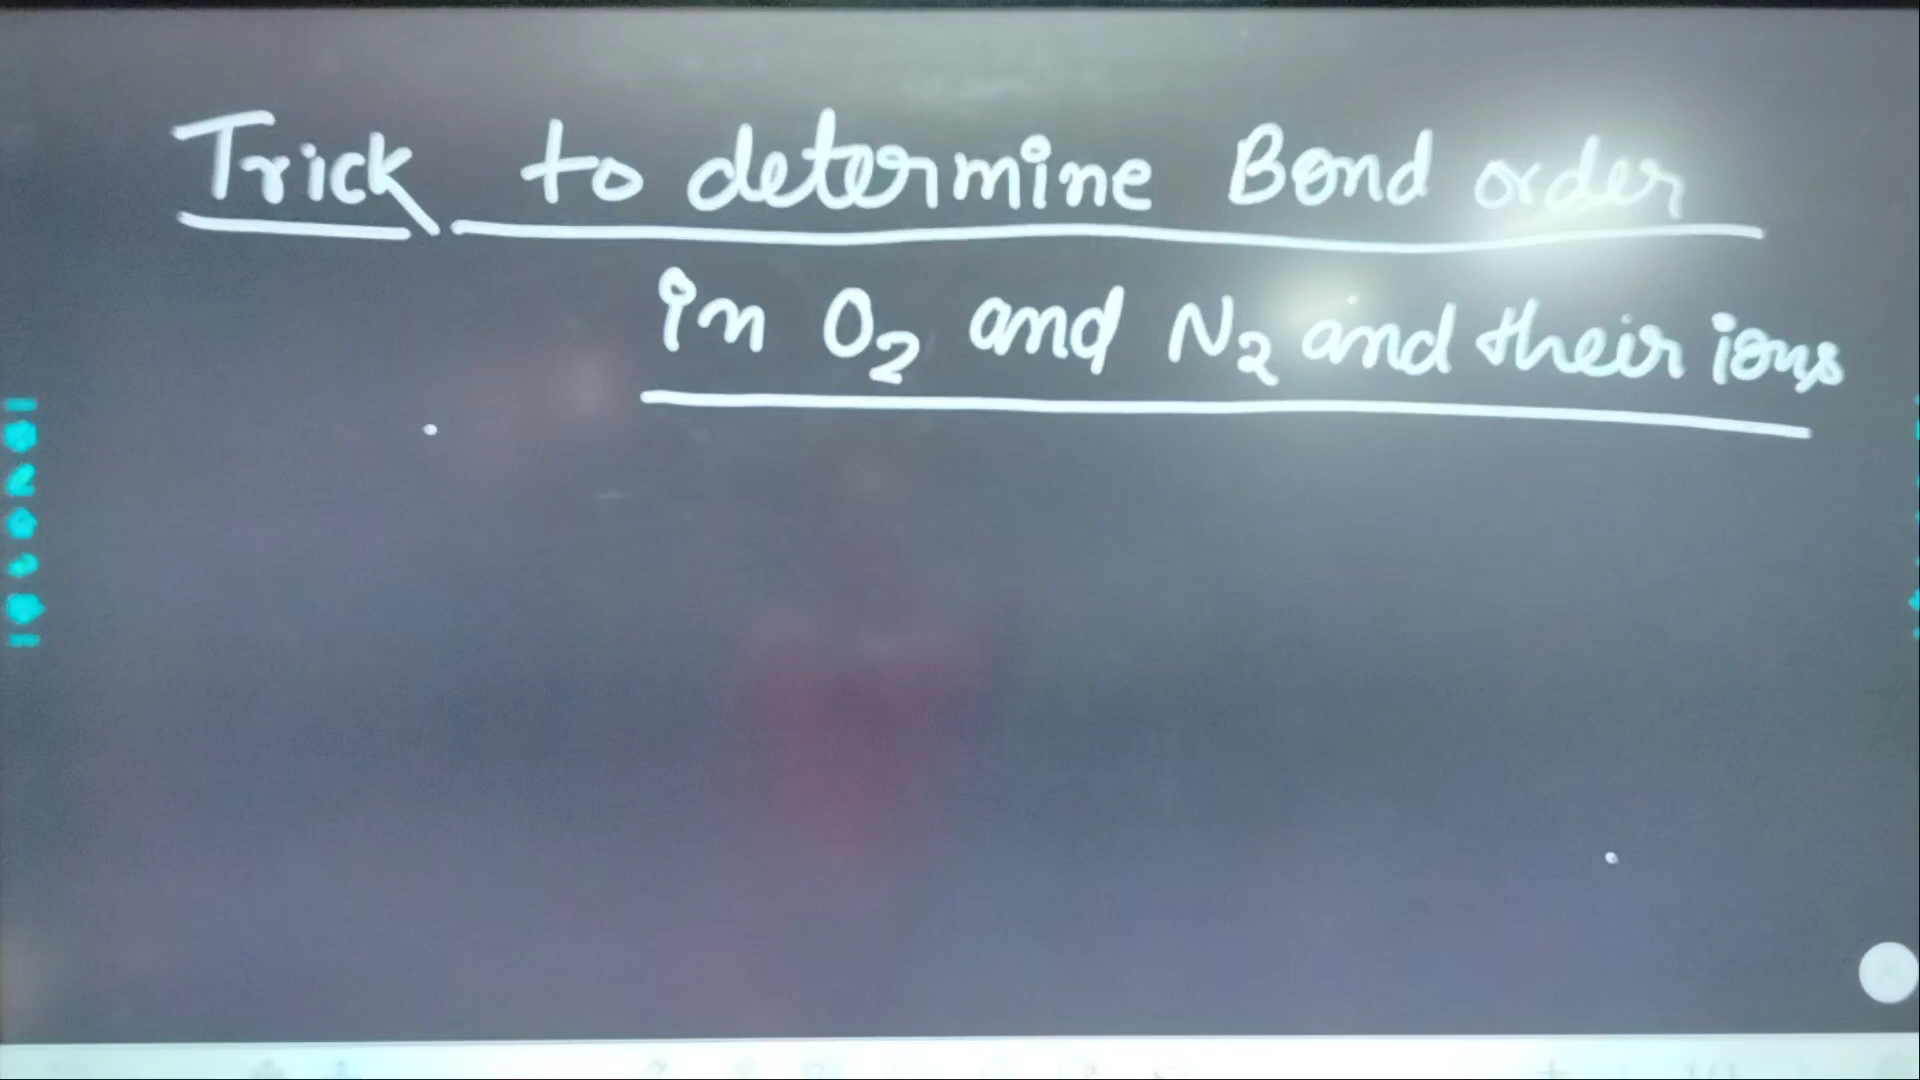 Trick to determine Bond order
in O₂ and N₂ and their ions